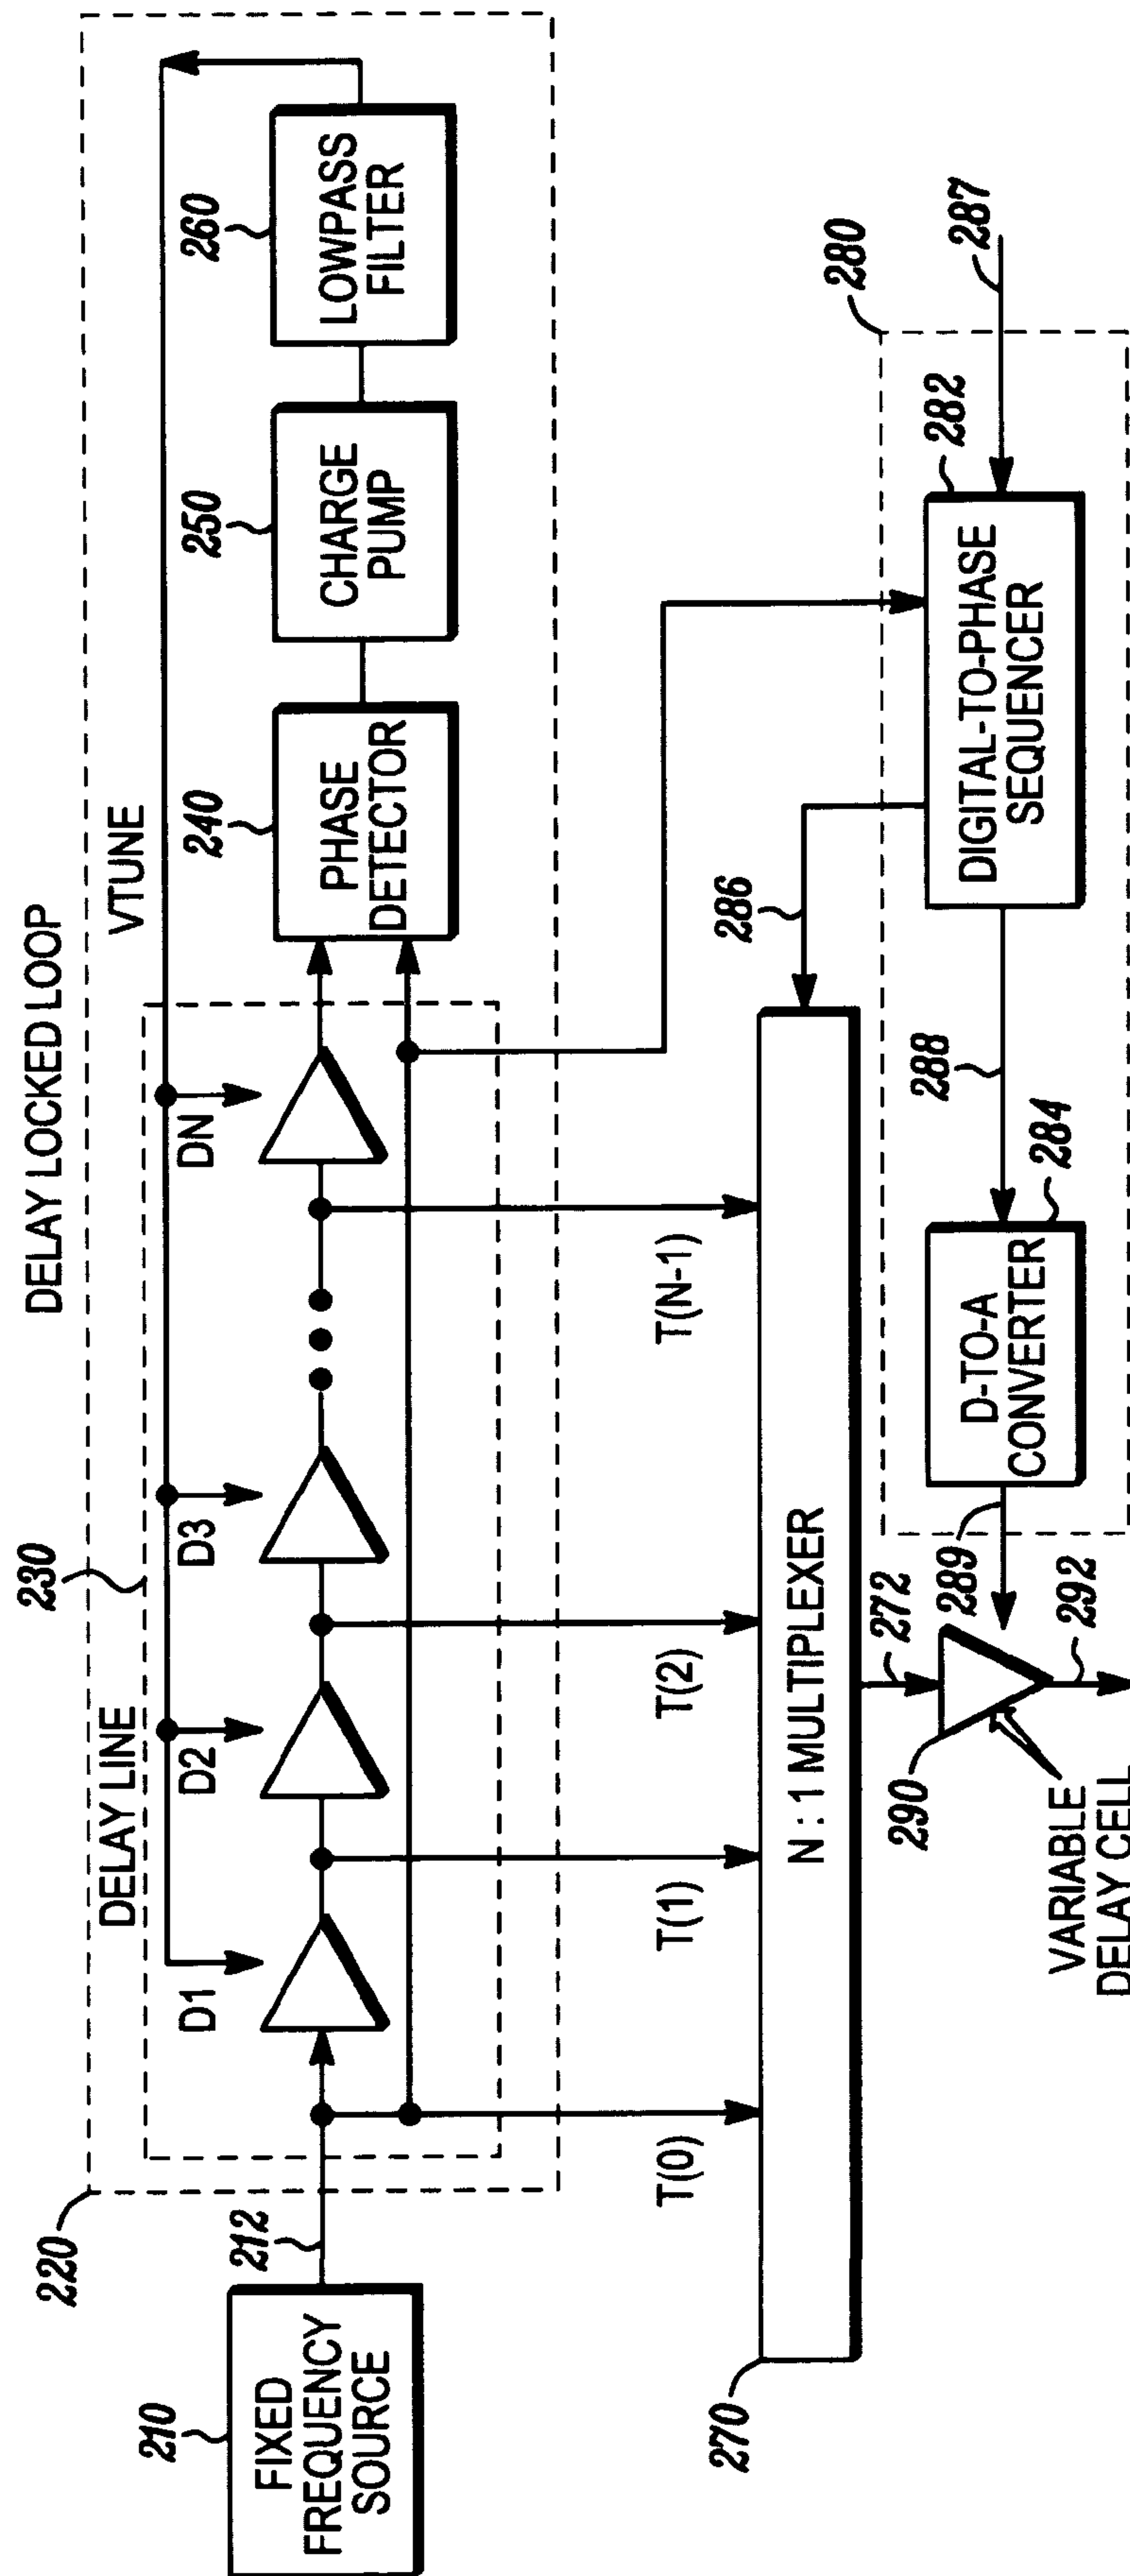 DELAY LOCKED LOOP
220
230
DELAY LINE
VTUNE
D1
D2
D3
DN
210
FIXED
FREQUENCY
SOURCE
212
240
PHASE
DETECTOR
250
CHARGE
PUMP
260
LOWPASS
FILTER
T(0)
T(1)
T(2)
T(N-1)
270
N : 1 MULTIPLEXER
286
280
287
282
DIGITAL-TO-PHASE
SEQUENCER
288
284
D-TO-A
CONVERTER
289
272
290
292
VARIABLE
DELAY CELL